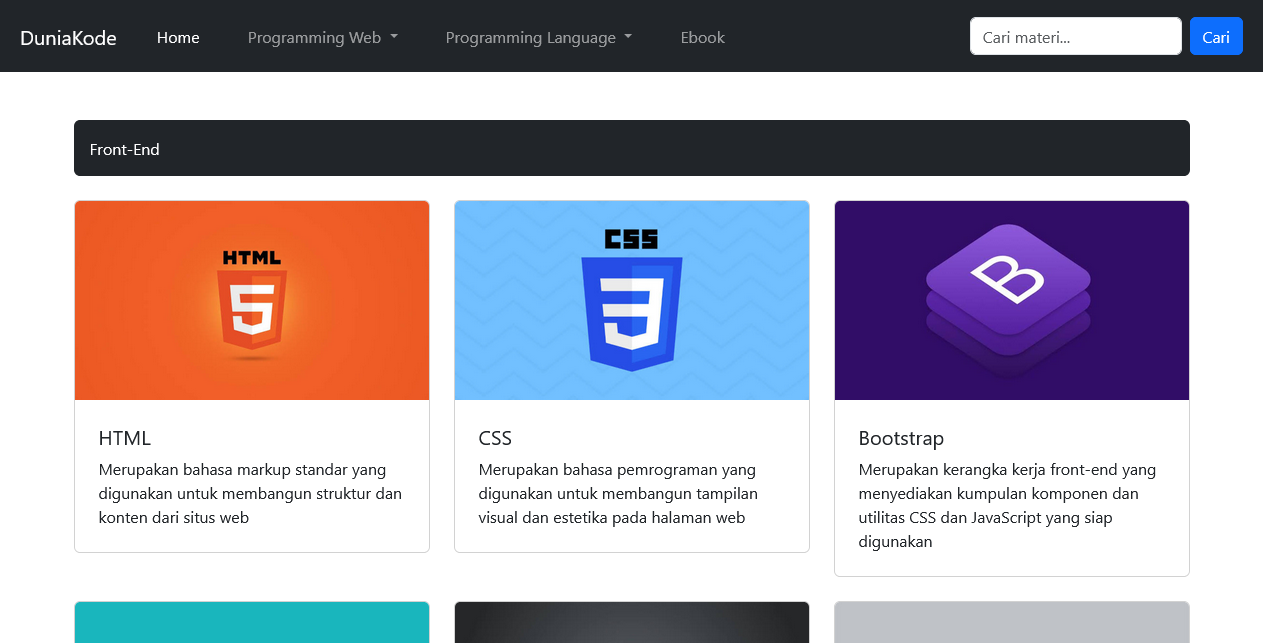 DuniaKode Home Programming Web Programming Language Ebook Cari materi... Cari
Front-End
HTML
5
CSS
3
B
HTML
Merupakan bahasa markup standar yang
digunakan untuk membangun struktur dan
konten dari situs web
CSS
Merupakan bahasa pemrograman yang
digunakan untuk membangun tampilan
visual dan estetika pada halaman web
Bootstrap
Merupakan kerangka kerja front-end yang
menyediakan kumpulan komponen dan
utilitas CSS dan JavaScript yang siap
digunakan